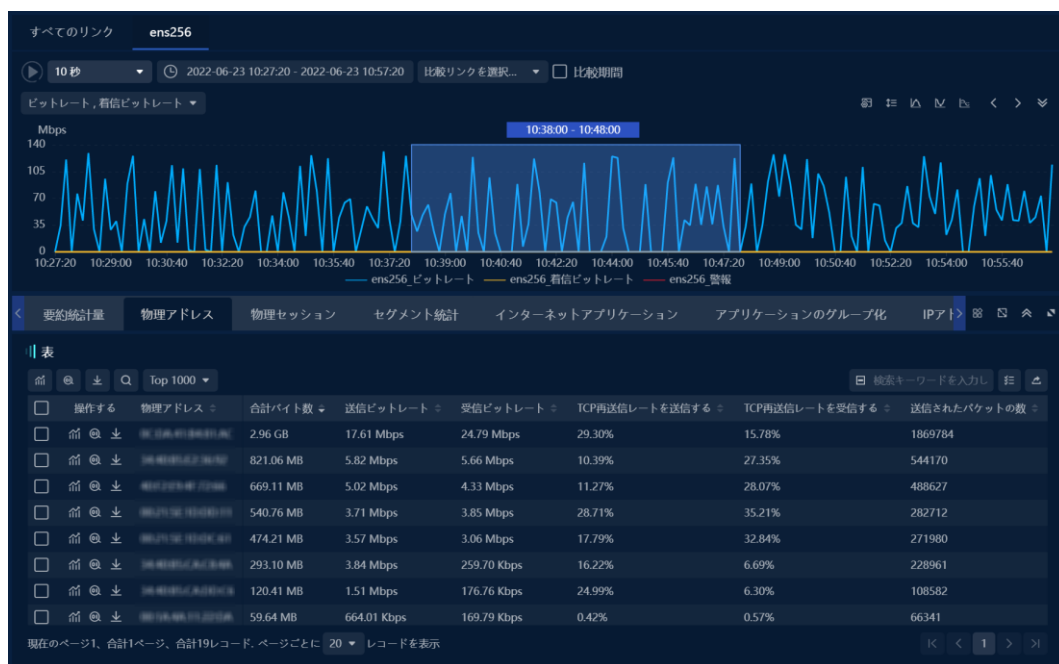 すべてのリンク ens256
10 秒 2022-06-23 10:27:20 - 2022-06-23 10:57:20 比較リンクを選択... 比較期間
ビットレート , 着信ビットレート
Mbps 10:38:00 - 10:48:00
140
105
70
35
0
10:27:20 10:29:00 10:30:40 10:32:20 10:34:00 10:35:40 10:37:20 10:39:00 10:40:40 10:42:20 10:44:00 10:45:40 10:47:20 10:49:00 10:50:40 10:52:20 10:54:00 10:55:40
ens256_ビットレート ens256_着信ビットレート ens256_警報
要約統計量 物理アドレス 物理セッション セグメント統計 インターネットアプリケーション アプリケーションのグループ化 IPアド
表
Top 1000 検索キーワードを入力し
操作する 物理アドレス 合計バイト数 送信ビットレート 受信ビットレート TCP再送信レートを送信する TCP再送信レートを受信する 送信されたパケットの数
2.96 GB 17.61 Mbps 24.79 Mbps 29.30% 15.78% 1869784
821.06 MB 5.82 Mbps 5.66 Mbps 10.39% 27.35% 544170
669.11 MB 5.02 Mbps 4.33 Mbps 11.27% 28.07% 488627
540.76 MB 3.71 Mbps 3.85 Mbps 28.71% 35.21% 282712
474.21 MB 3.57 Mbps 3.06 Mbps 17.79% 32.84% 271980
293.10 MB 3.84 Mbps 259.70 Kbps 16.22% 6.69% 228961
120.41 MB 1.51 Mbps 176.76 Kbps 24.99% 6.30% 108582
59.64 MB 664.01 Kbps 169.79 Kbps 0.42% 0.57% 66341
現在のページ1、合計1ページ、合計19レコード. ページごとに 20 レコードを表示 1